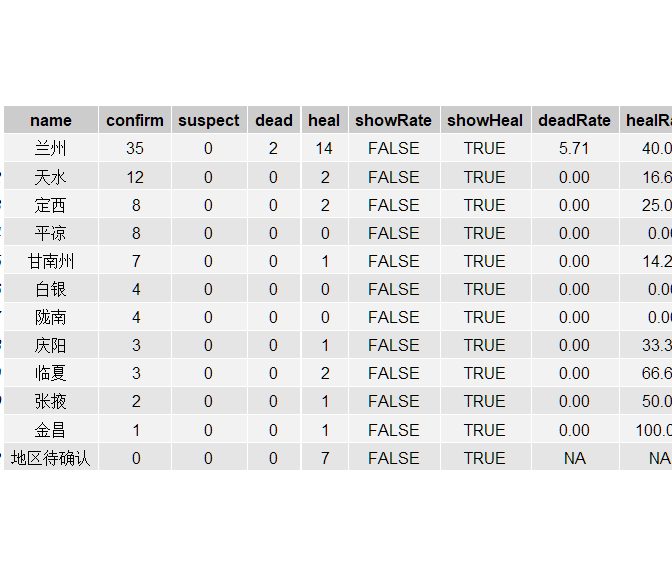 name confirm suspect dead heal showRate showHeal deadRate healRa
兰州 35 0 2 14 FALSE TRUE 5.71 40.0
天水 12 0 0 2 FALSE TRUE 0.00 16.6
定西 8 0 0 2 FALSE TRUE 0.00 25.0
平凉 8 0 0 0 FALSE TRUE 0.00 0.00
甘南州 7 0 0 1 FALSE TRUE 0.00 14.2
白银 4 0 0 0 FALSE TRUE 0.00 0.00
陇南 4 0 0 0 FALSE TRUE 0.00 0.00
庆阳 3 0 0 1 FALSE TRUE 0.00 33.3
临夏 3 0 0 2 FALSE TRUE 0.00 66.6
张掖 2 0 0 1 FALSE TRUE 0.00 50.0
金昌 1 0 0 1 FALSE TRUE 0.00 100.0
地区待确认 0 0 0 7 FALSE TRUE NA NA